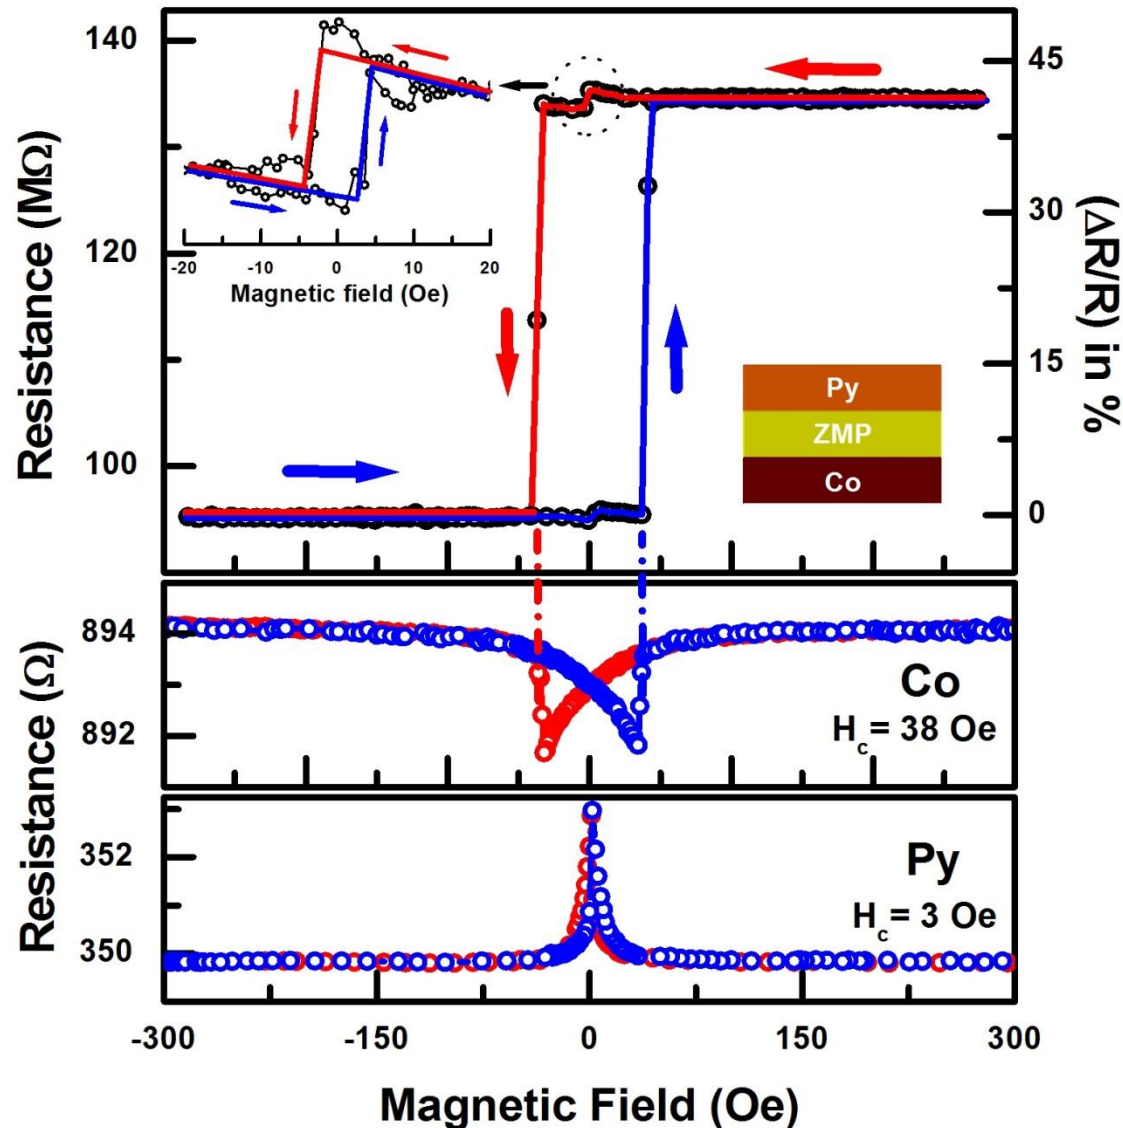 Resistance (MΩ)
140
120
100
-20
-10
0
10
20
Magnetic field (Oe)
45
30
15
0
(ΔR/R) in %
Py
ZMP
Co
Resistance (Ω)
894
892
Co
Hc= 38 Oe
352
350
Py
Hc= 3 Oe
-300
-150
0
150
300
Magnetic Field (Oe)